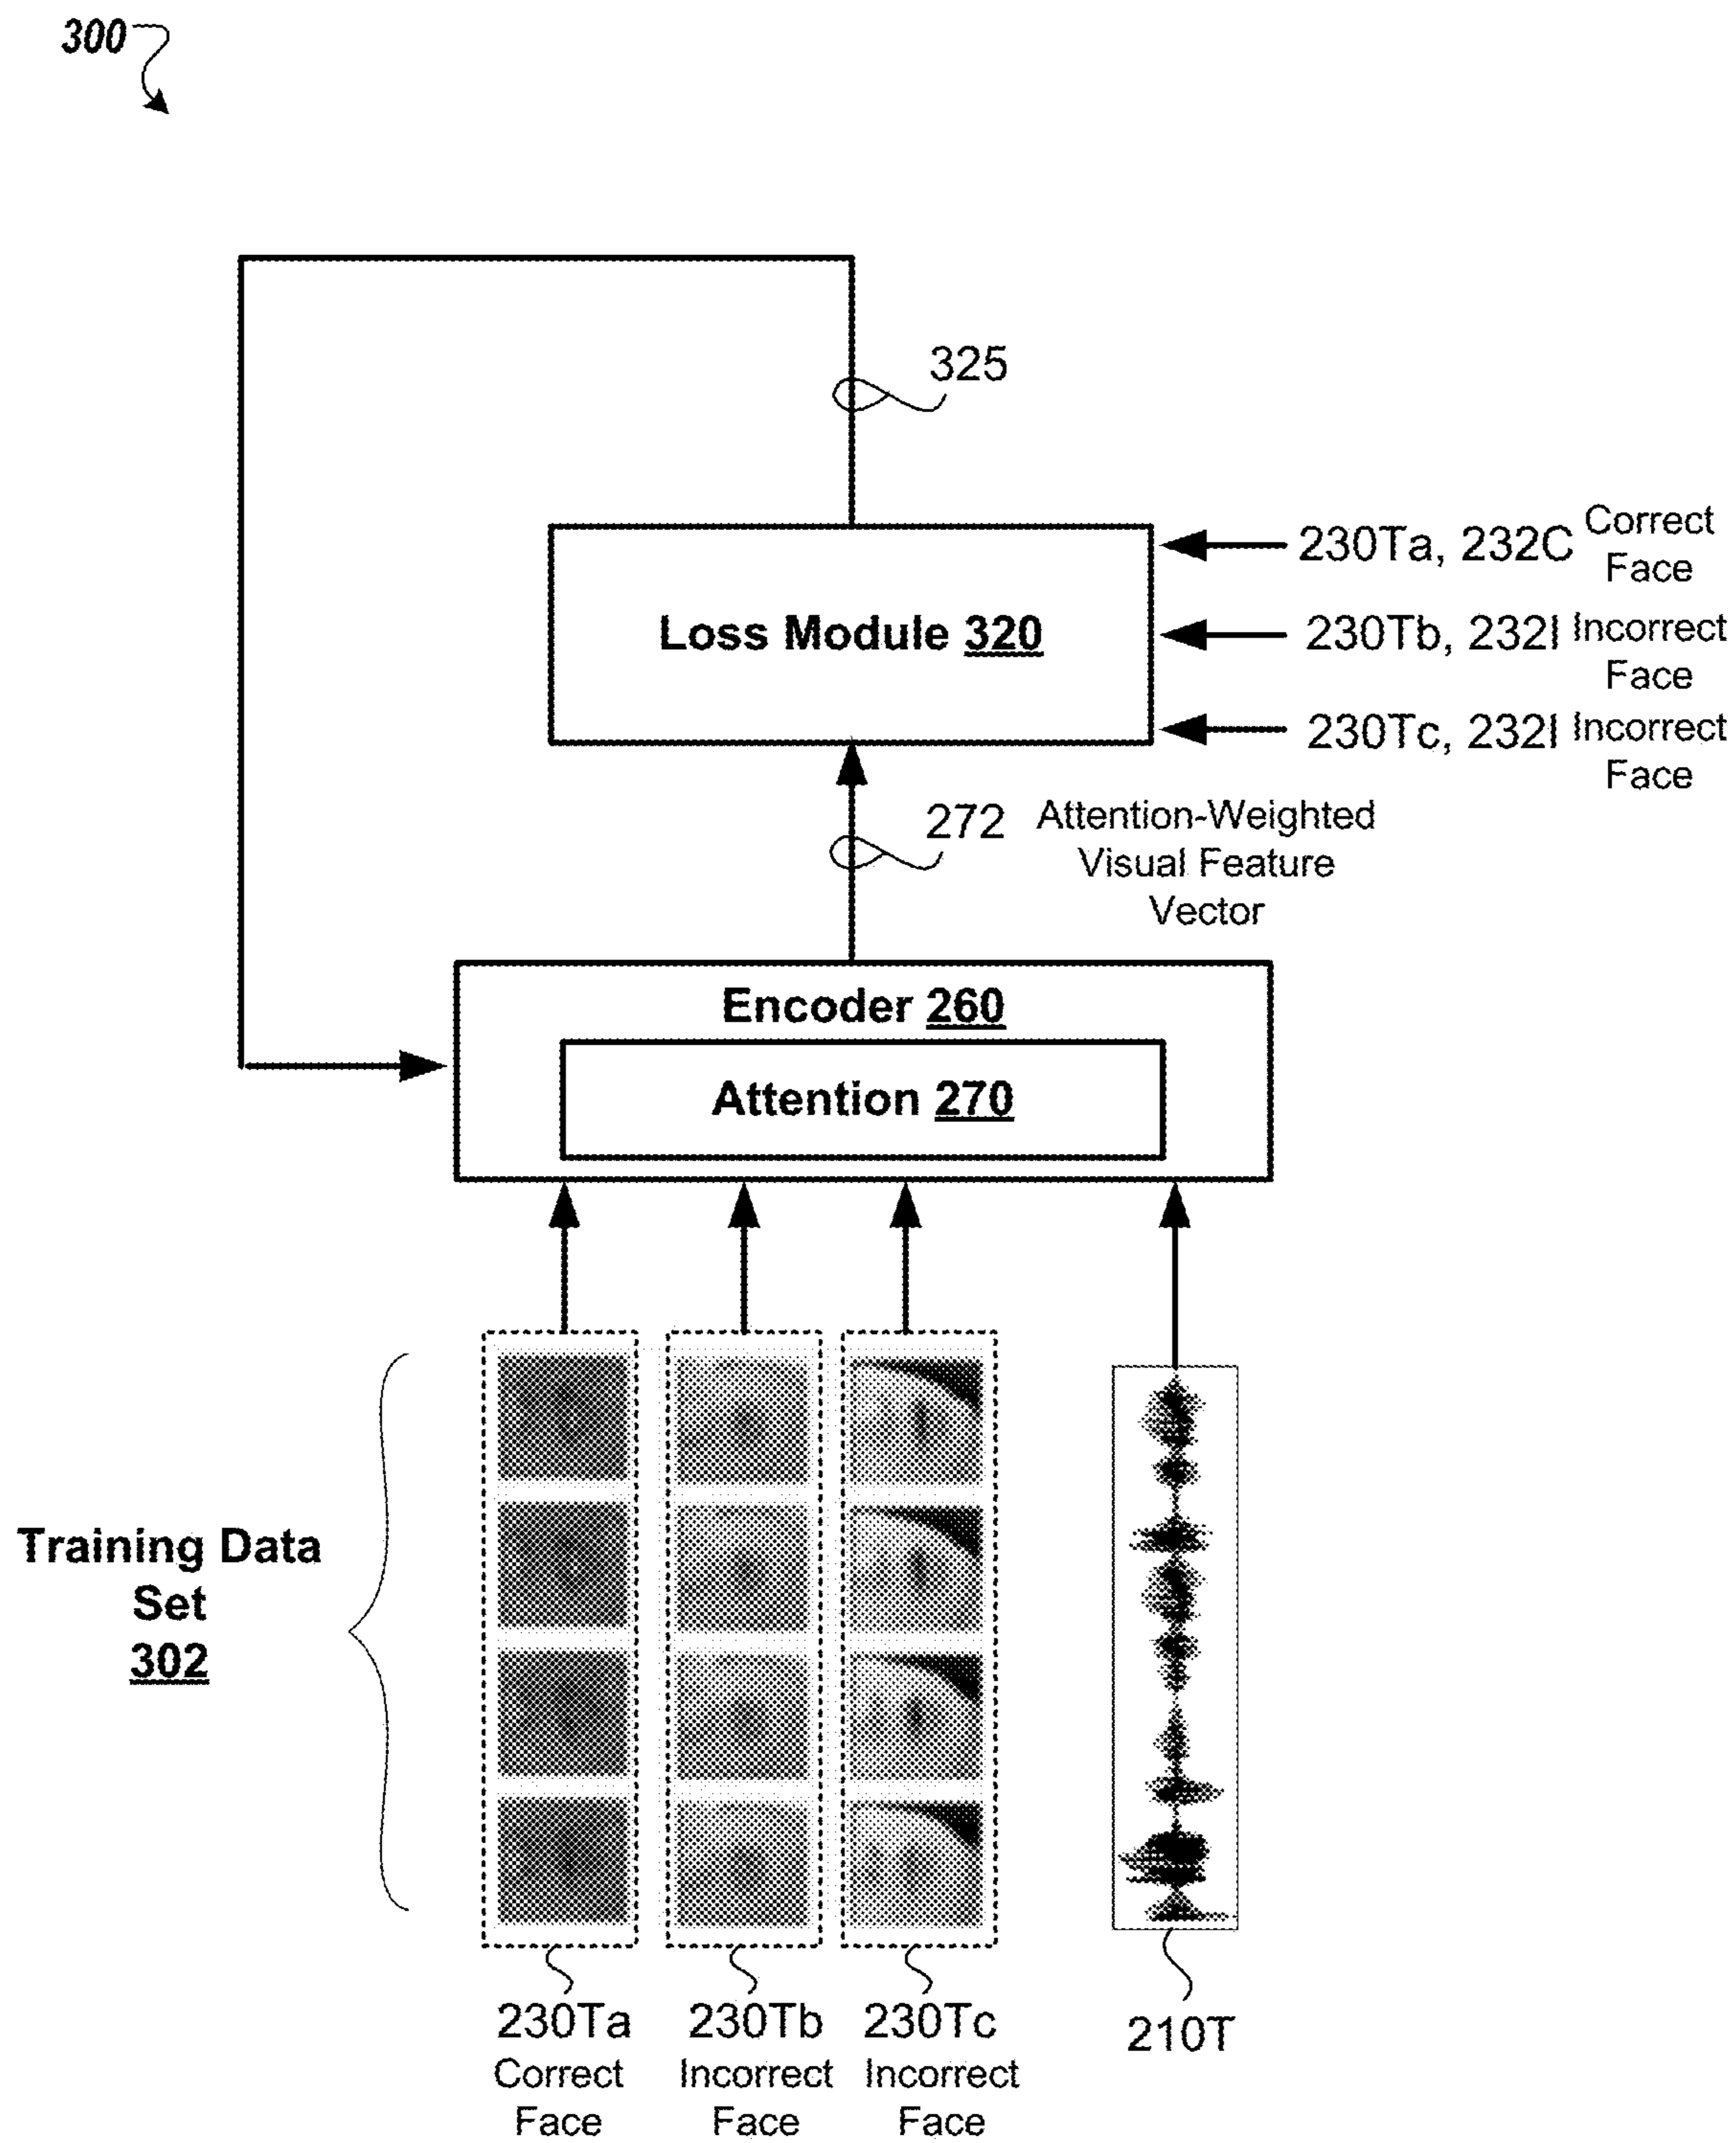 300
325
230Ta, 232C Correct
Face
Loss Module 320
230Tb, 232I Incorrect
Face
230Tc, 232I Incorrect
Face
272 Attention-Weighted
Visual Feature
Vector
Encoder 260
Attention 270
Training Data
Set
302
230Ta
Correct
Face
230Tb
Incorrect
Face
230Tc
Incorrect
Face
210T